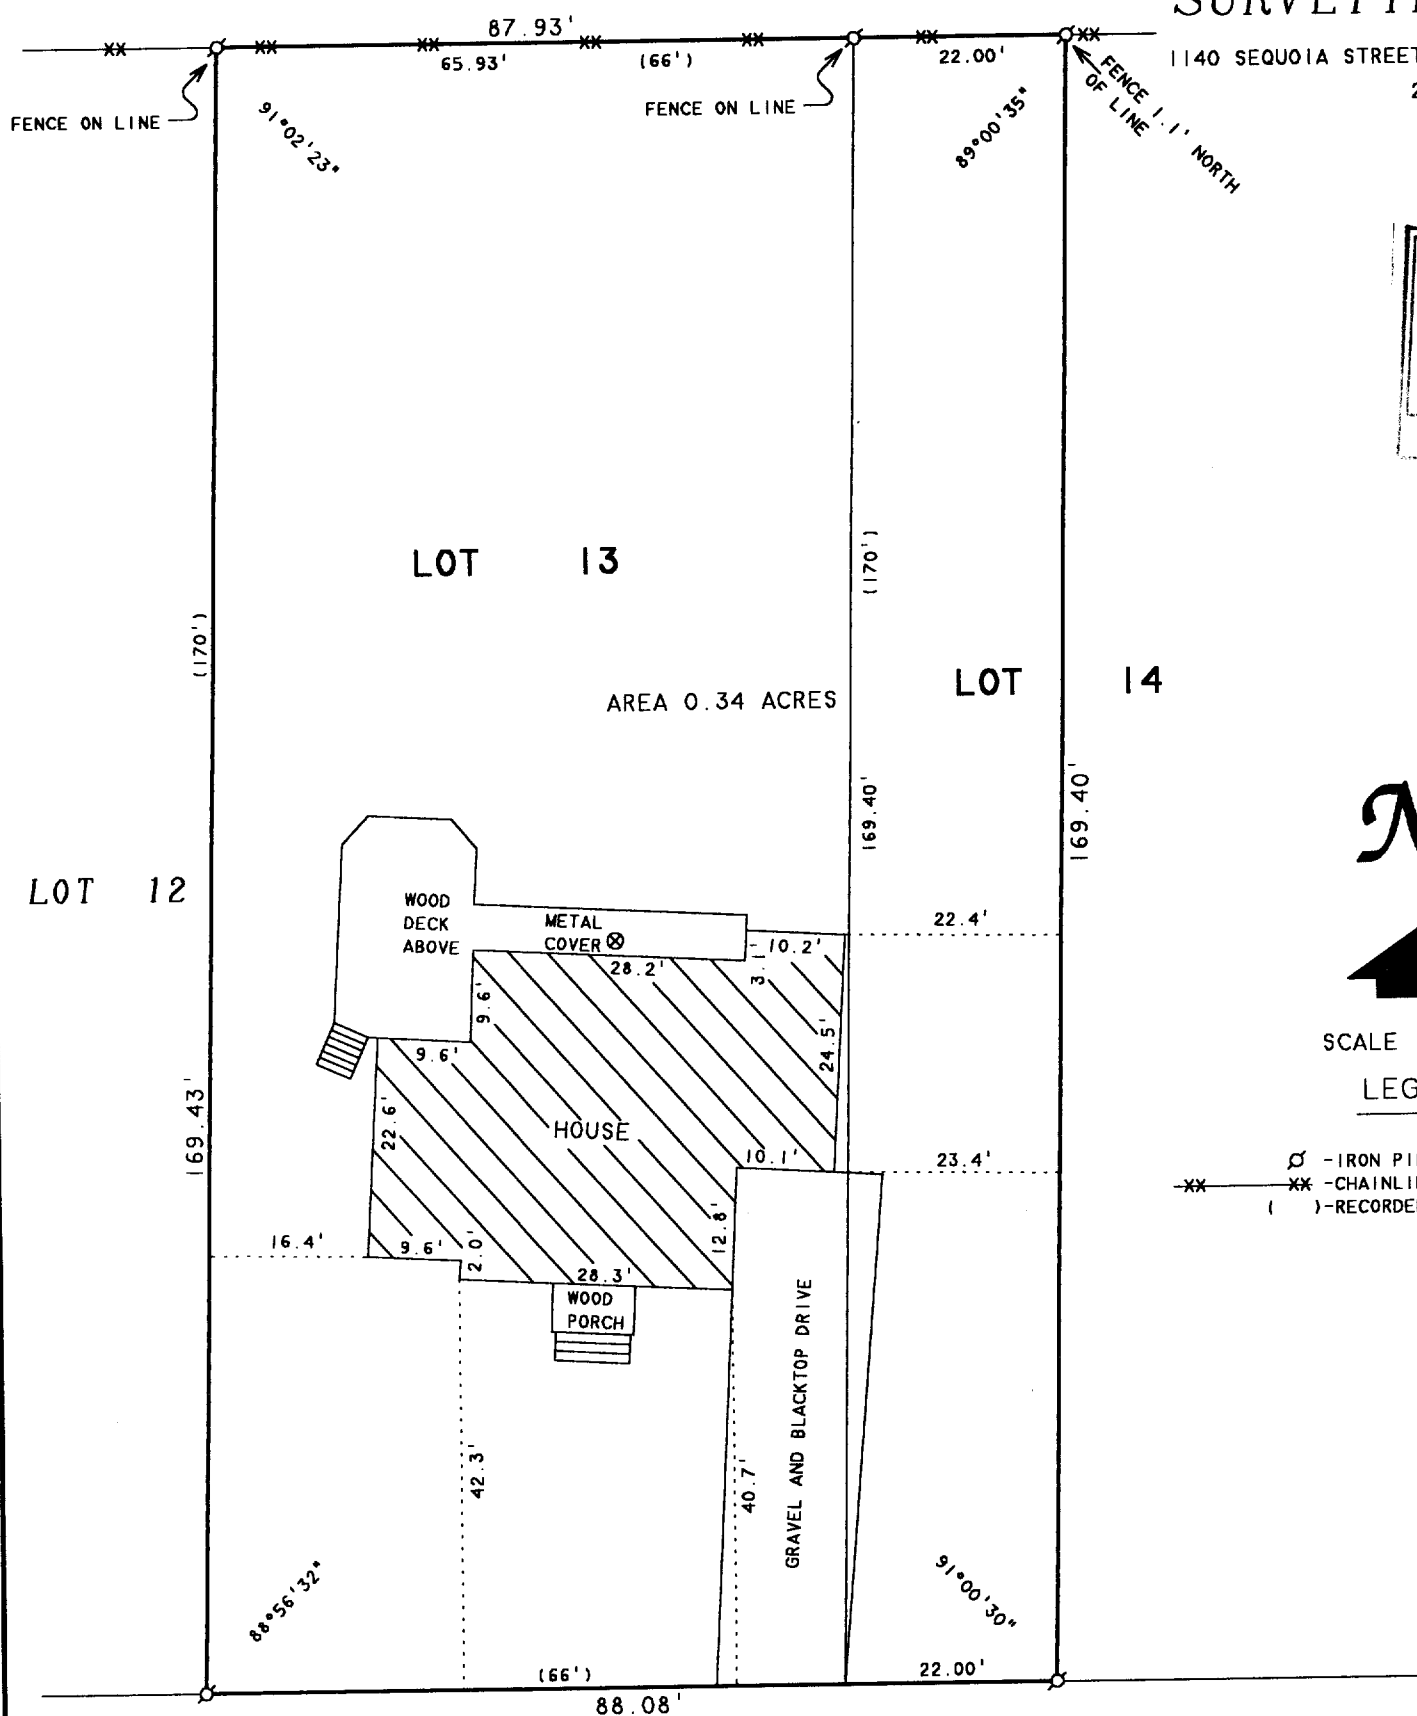 87.93'
65.93'
(66')
22.00'
1140 SEQUOIA STREET
FENCE ON LINE
FENCE ON LINE
FENCE 1.1' NORTH
OF LINE
91°02'23"
89°00'35"
LOT 13
(170')
(170')
AREA 0.34 ACRES
LOT 14
169.40'
169.40'
LOT 12
WOOD
DECK
ABOVE
METAL
COVER
22.4'
10.2'
3.1'
28.2'
9.6'
9.6'
24.5'
22.6'
HOUSE
169.43'
10.1'
23.4'
12.8'
16.4'
9.6'
2.0'
28.3'
WOOD
PORCH
GRAVEL AND BLACKTOP DRIVE
42.3'
40.7'
88°56'32"
91°00'30"
(66')
22.00'
88.08'
N
SCALE
LEG
-IRON PI
XX XX -CHAINLI
( )-RECORDE